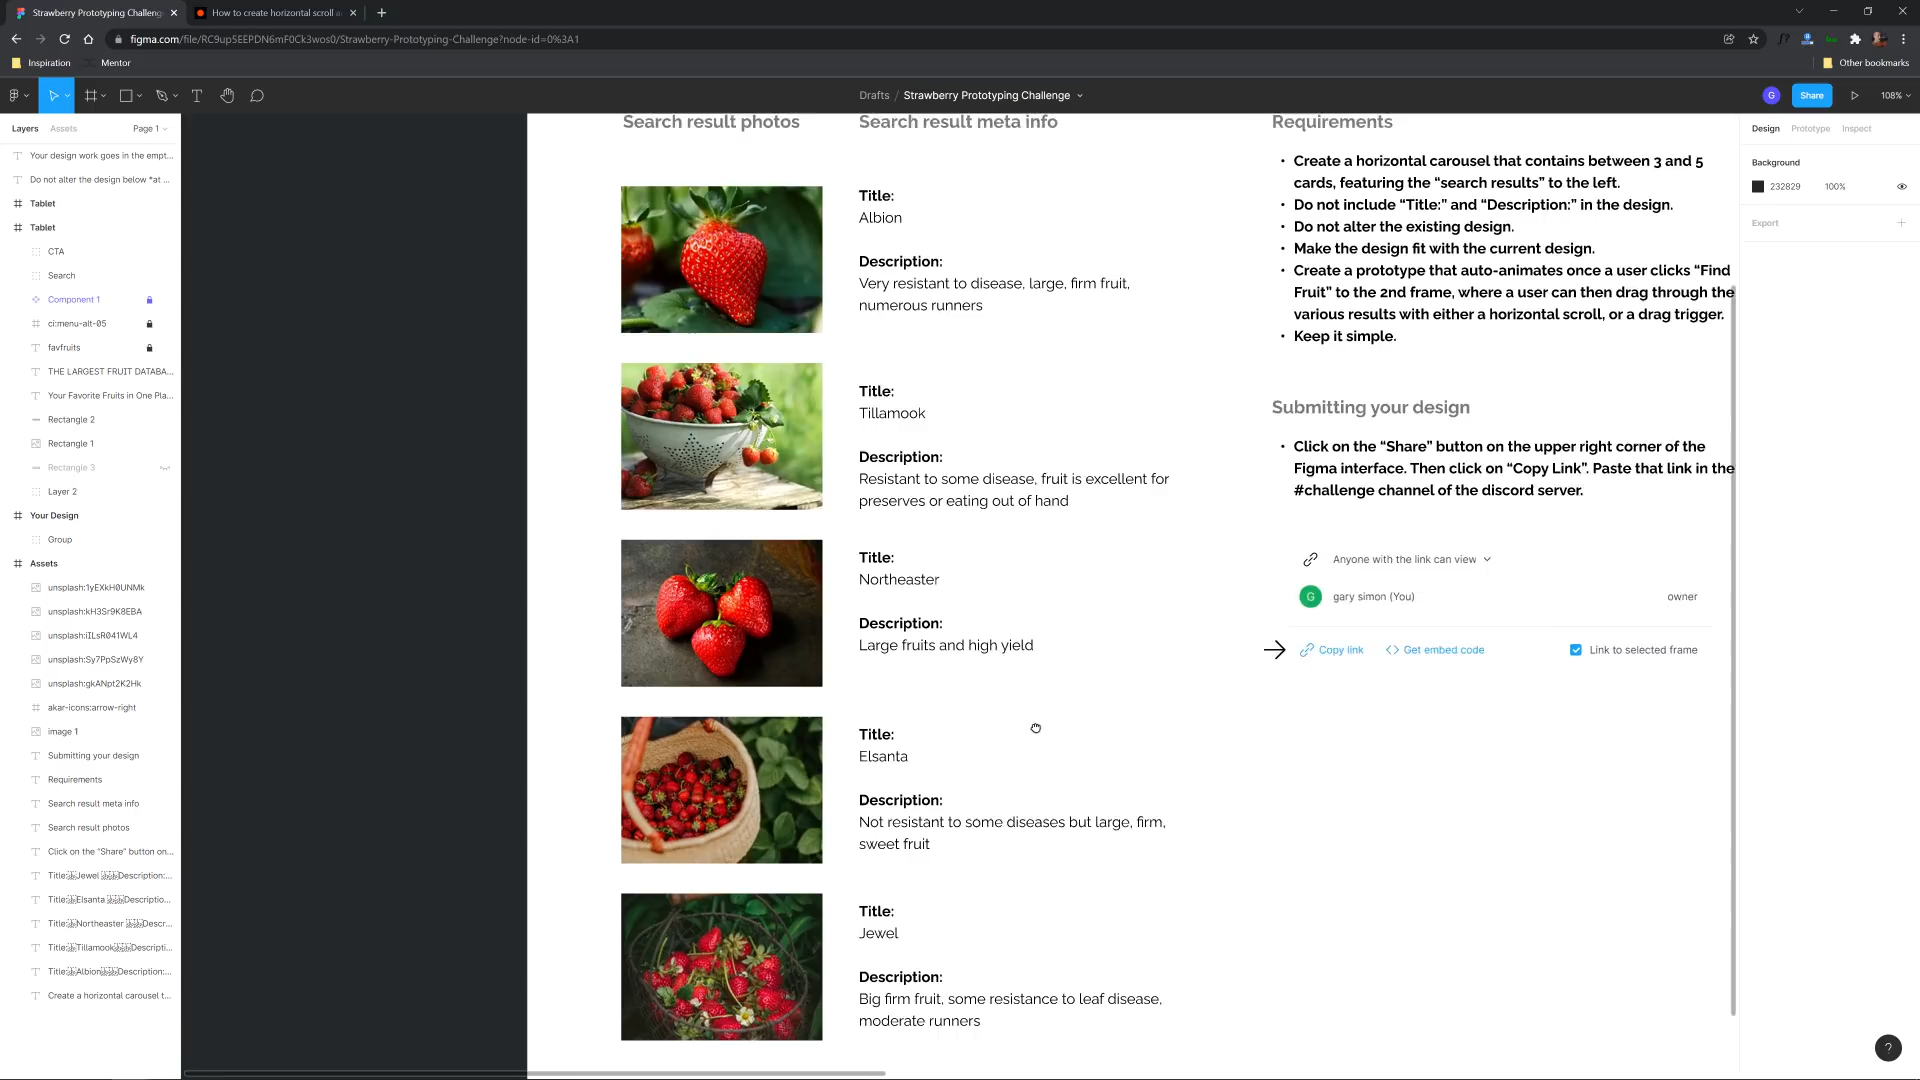 Strawberry Prototyping Challeng
How to create horizontal scroll
figma.com/file/RC9up5EEPDN6mF0Ck3wos0/Strawberry-Prototyping-Challenge?node-id=0%3A1
Inspiration
Mentor
Other bookmarks
Drafts / Strawberry Prototyping Challenge
G
Share
108%
Layers
Assets
Page 1
Your design work goes in the empt...
Do not alter the design below *at ...
Tablet
Tablet
CTA
Search
Component 1
ci:menu-alt-05
favfruits
THE LARGEST FRUIT DATABA...
Your Favorite Fruits in One Pla...
Rectangle 2
Rectangle 1
Rectangle 3
Layer 2
Your Design
Group
Assets
unsplash:1yEXkH0UNMk
unsplash:kH3Sr9K8EBA
unsplash:iILsR041WL4
unsplash:Sy7PpSzWy8Y
unsplash:gkANpt2K2Hk
akar-icons:arrow-right
image 1
Submitting your design
Requirements
Search result meta info
Search result photos
Click on the "Share" button on...
Title: Jewel Description:...
Title: Elsanta Descriptio...
Title: Northeaster Descr...
Title: Tillamook Descripti...
Title: Albion Description:...
Create a horizontal carousel t...
Search result photos
Search result meta info
Title:
Albion
Description:
Very resistant to disease, large, firm fruit,
numerous runners
Title:
Tillamook
Description:
Resistant to some disease, fruit is excellent for
preserves or eating out of hand
Title:
Northeaster
Description:
Large fruits and high yield
Title:
Elsanta
Description:
Not resistant to some diseases but large, firm,
sweet fruit
Title:
Jewel
Description:
Big firm fruit, some resistance to leaf disease,
moderate runners
Requirements
• Create a horizontal carousel that contains between 3 and 5
cards, featuring the “search results” to the left.
• Do not include “Title:” and “Description:” in the design.
• Do not alter the existing design.
• Make the design fit with the current design.
• Create a prototype that auto-animates once a user clicks “Find
Fruit” to the 2nd frame, where a user can then drag through the
various results with either a horizontal scroll, or a drag trigger.
• Keep it simple.
Submitting your design
• Click on the “Share” button on the upper right corner of the
Figma interface. Then click on “Copy Link”. Paste that link in the
#challenge channel of the discord server.
Anyone with the link can view
G
gary simon (You)
owner
Copy link
Get embed code
Link to selected frame
Design
Prototype
Inspect
Background
232829
100%
Export
?